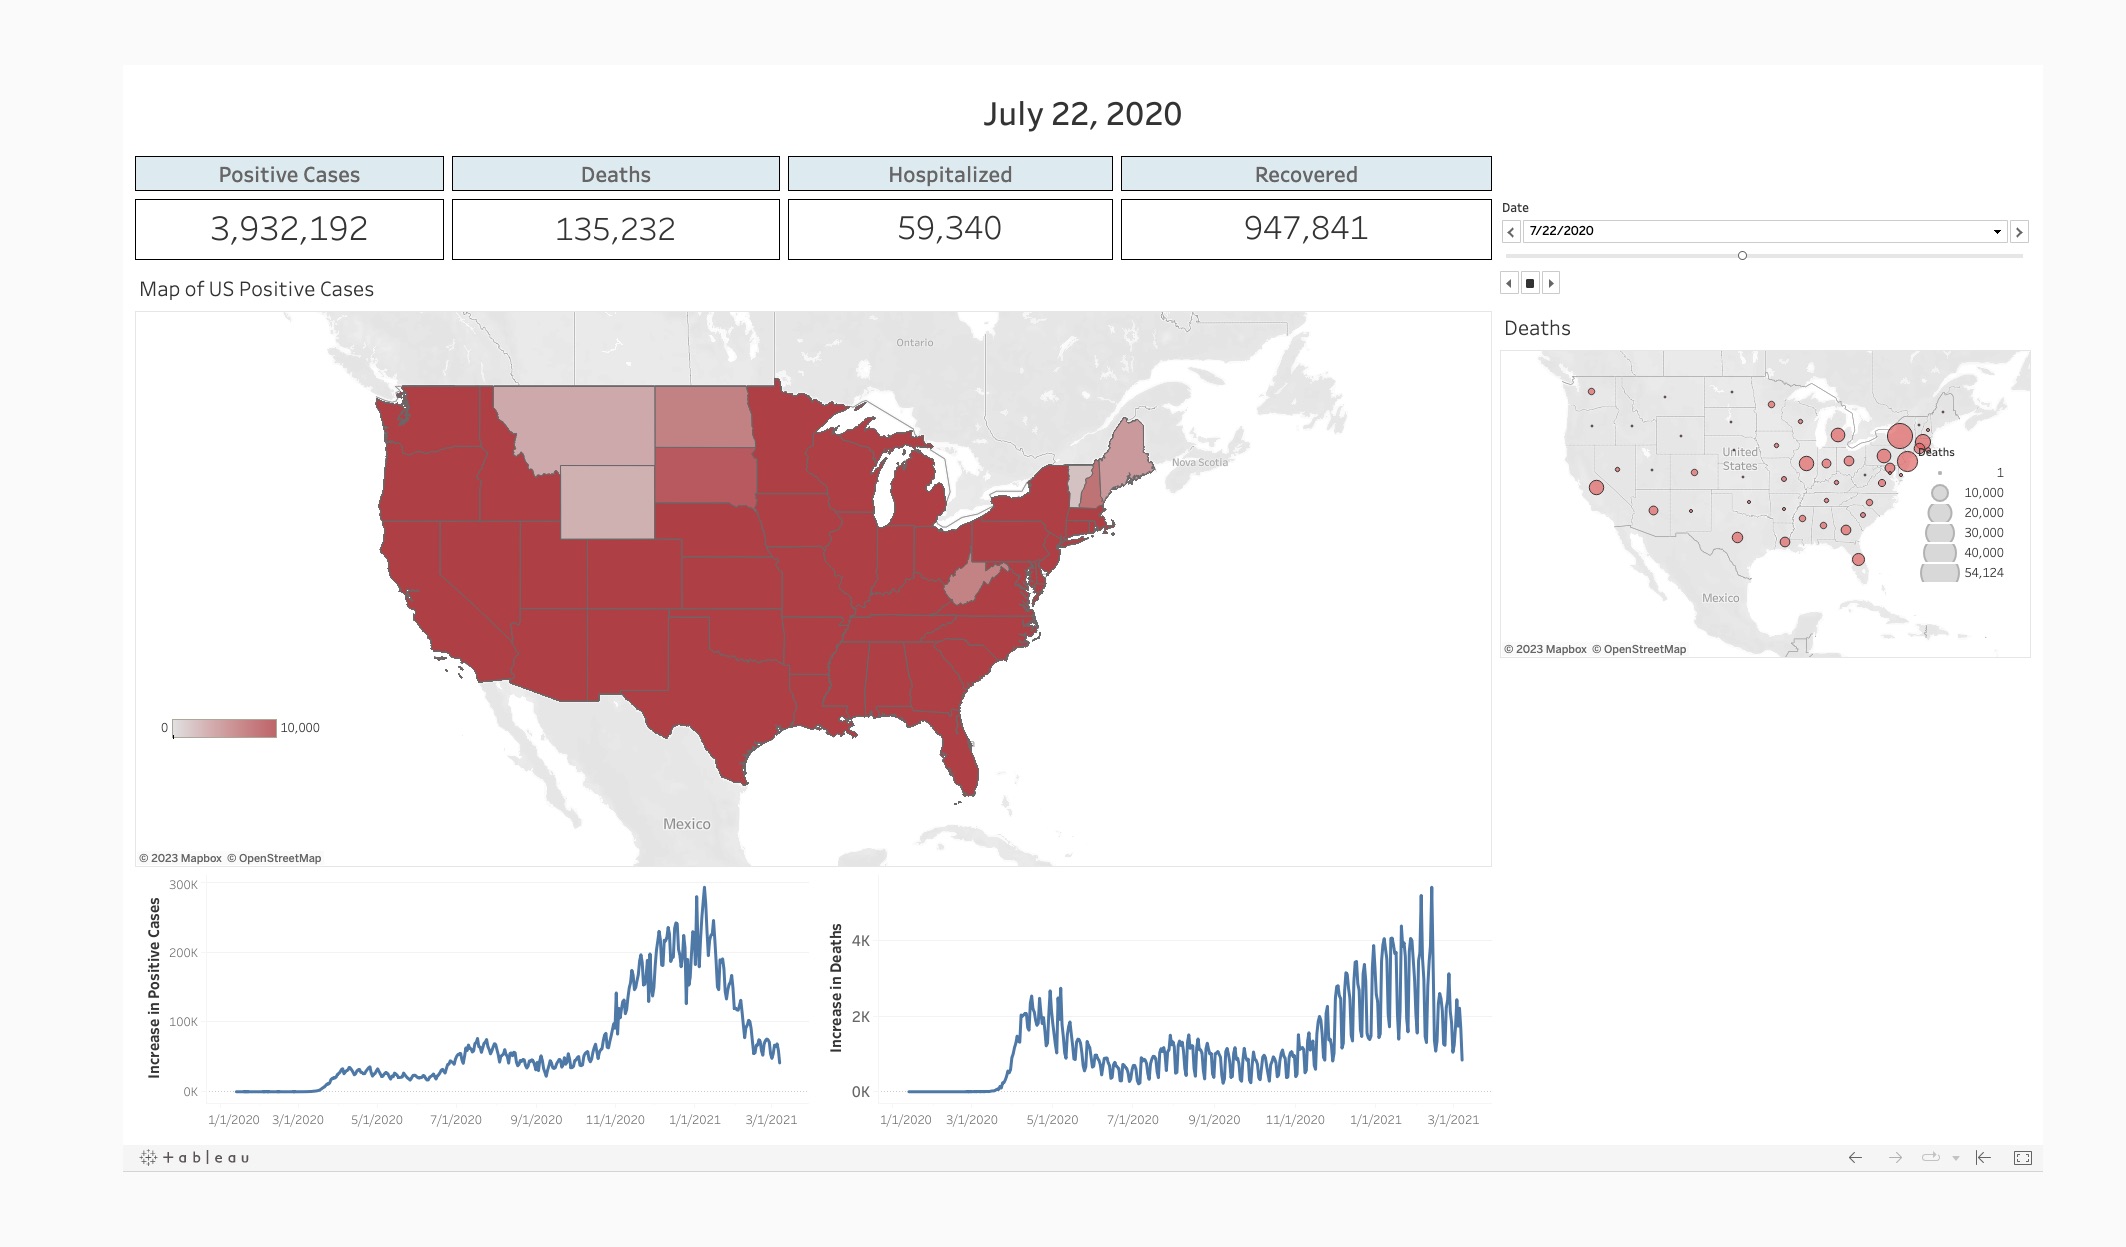 July 22, 2020
Positive Cases
Deaths
Hospitalized
Recovered
3,932,192
135,232
59,340
947,841
Date
7/22/2020
Map of US Positive Cases
Ontario
Nova Scotia
Mexico
0
10,000
© 2023 Mapbox © OpenStreetMap
Deaths
United
States
Mexico
Deaths
1
10,000
20,000
30,000
40,000
54,124
© 2023 Mapbox © OpenStreetMap
Increase in Positive Cases
300K
200K
100K
0K
1/1/2020 3/1/2020 5/1/2020 7/1/2020 9/1/2020 11/1/2020 1/1/2021 3/1/2021
Increase in Deaths
4K
2K
0K
1/1/2020 3/1/2020 5/1/2020 7/1/2020 9/1/2020 11/1/2020 1/1/2021 3/1/2021
+ a b | e a u